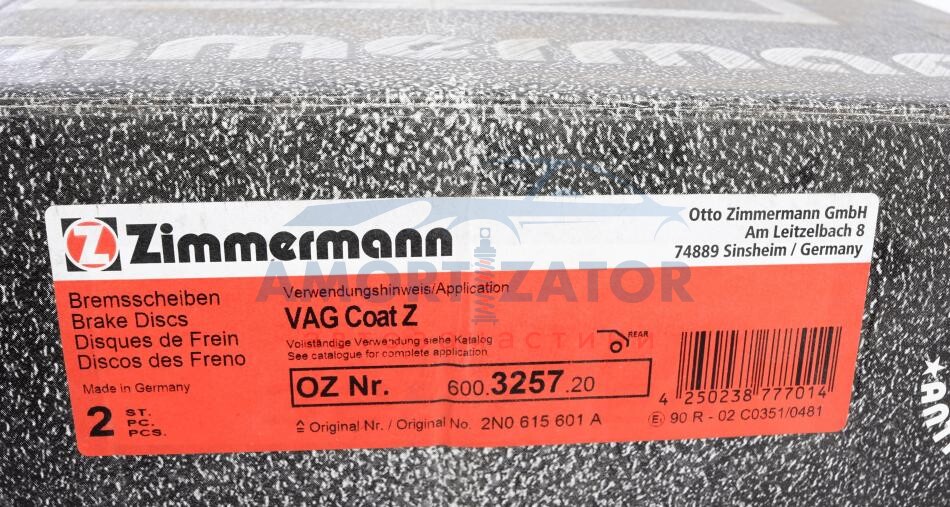 Zimmermann
Otto Zimmermann GmbH
Am Leitzelbach 8
74889 Sinsheim / Germany
AMORTIZATOR
Bremsscheiben
Brake Discs
Disques de Frein
Discos des Freno
Made in Germany
2 ST.
PC.
PCS.
Verwendungshinweis/Application
VAG Coat Z
Vollständige Verwendung siehe Katalog
See catalogue for complete application
REAR
OZ Nr. 600.3257.20
≙ Original-Nr. / Original No. 2N0 615 601 A
4 250238 777014
E1 90 R - 02 C0351/0481